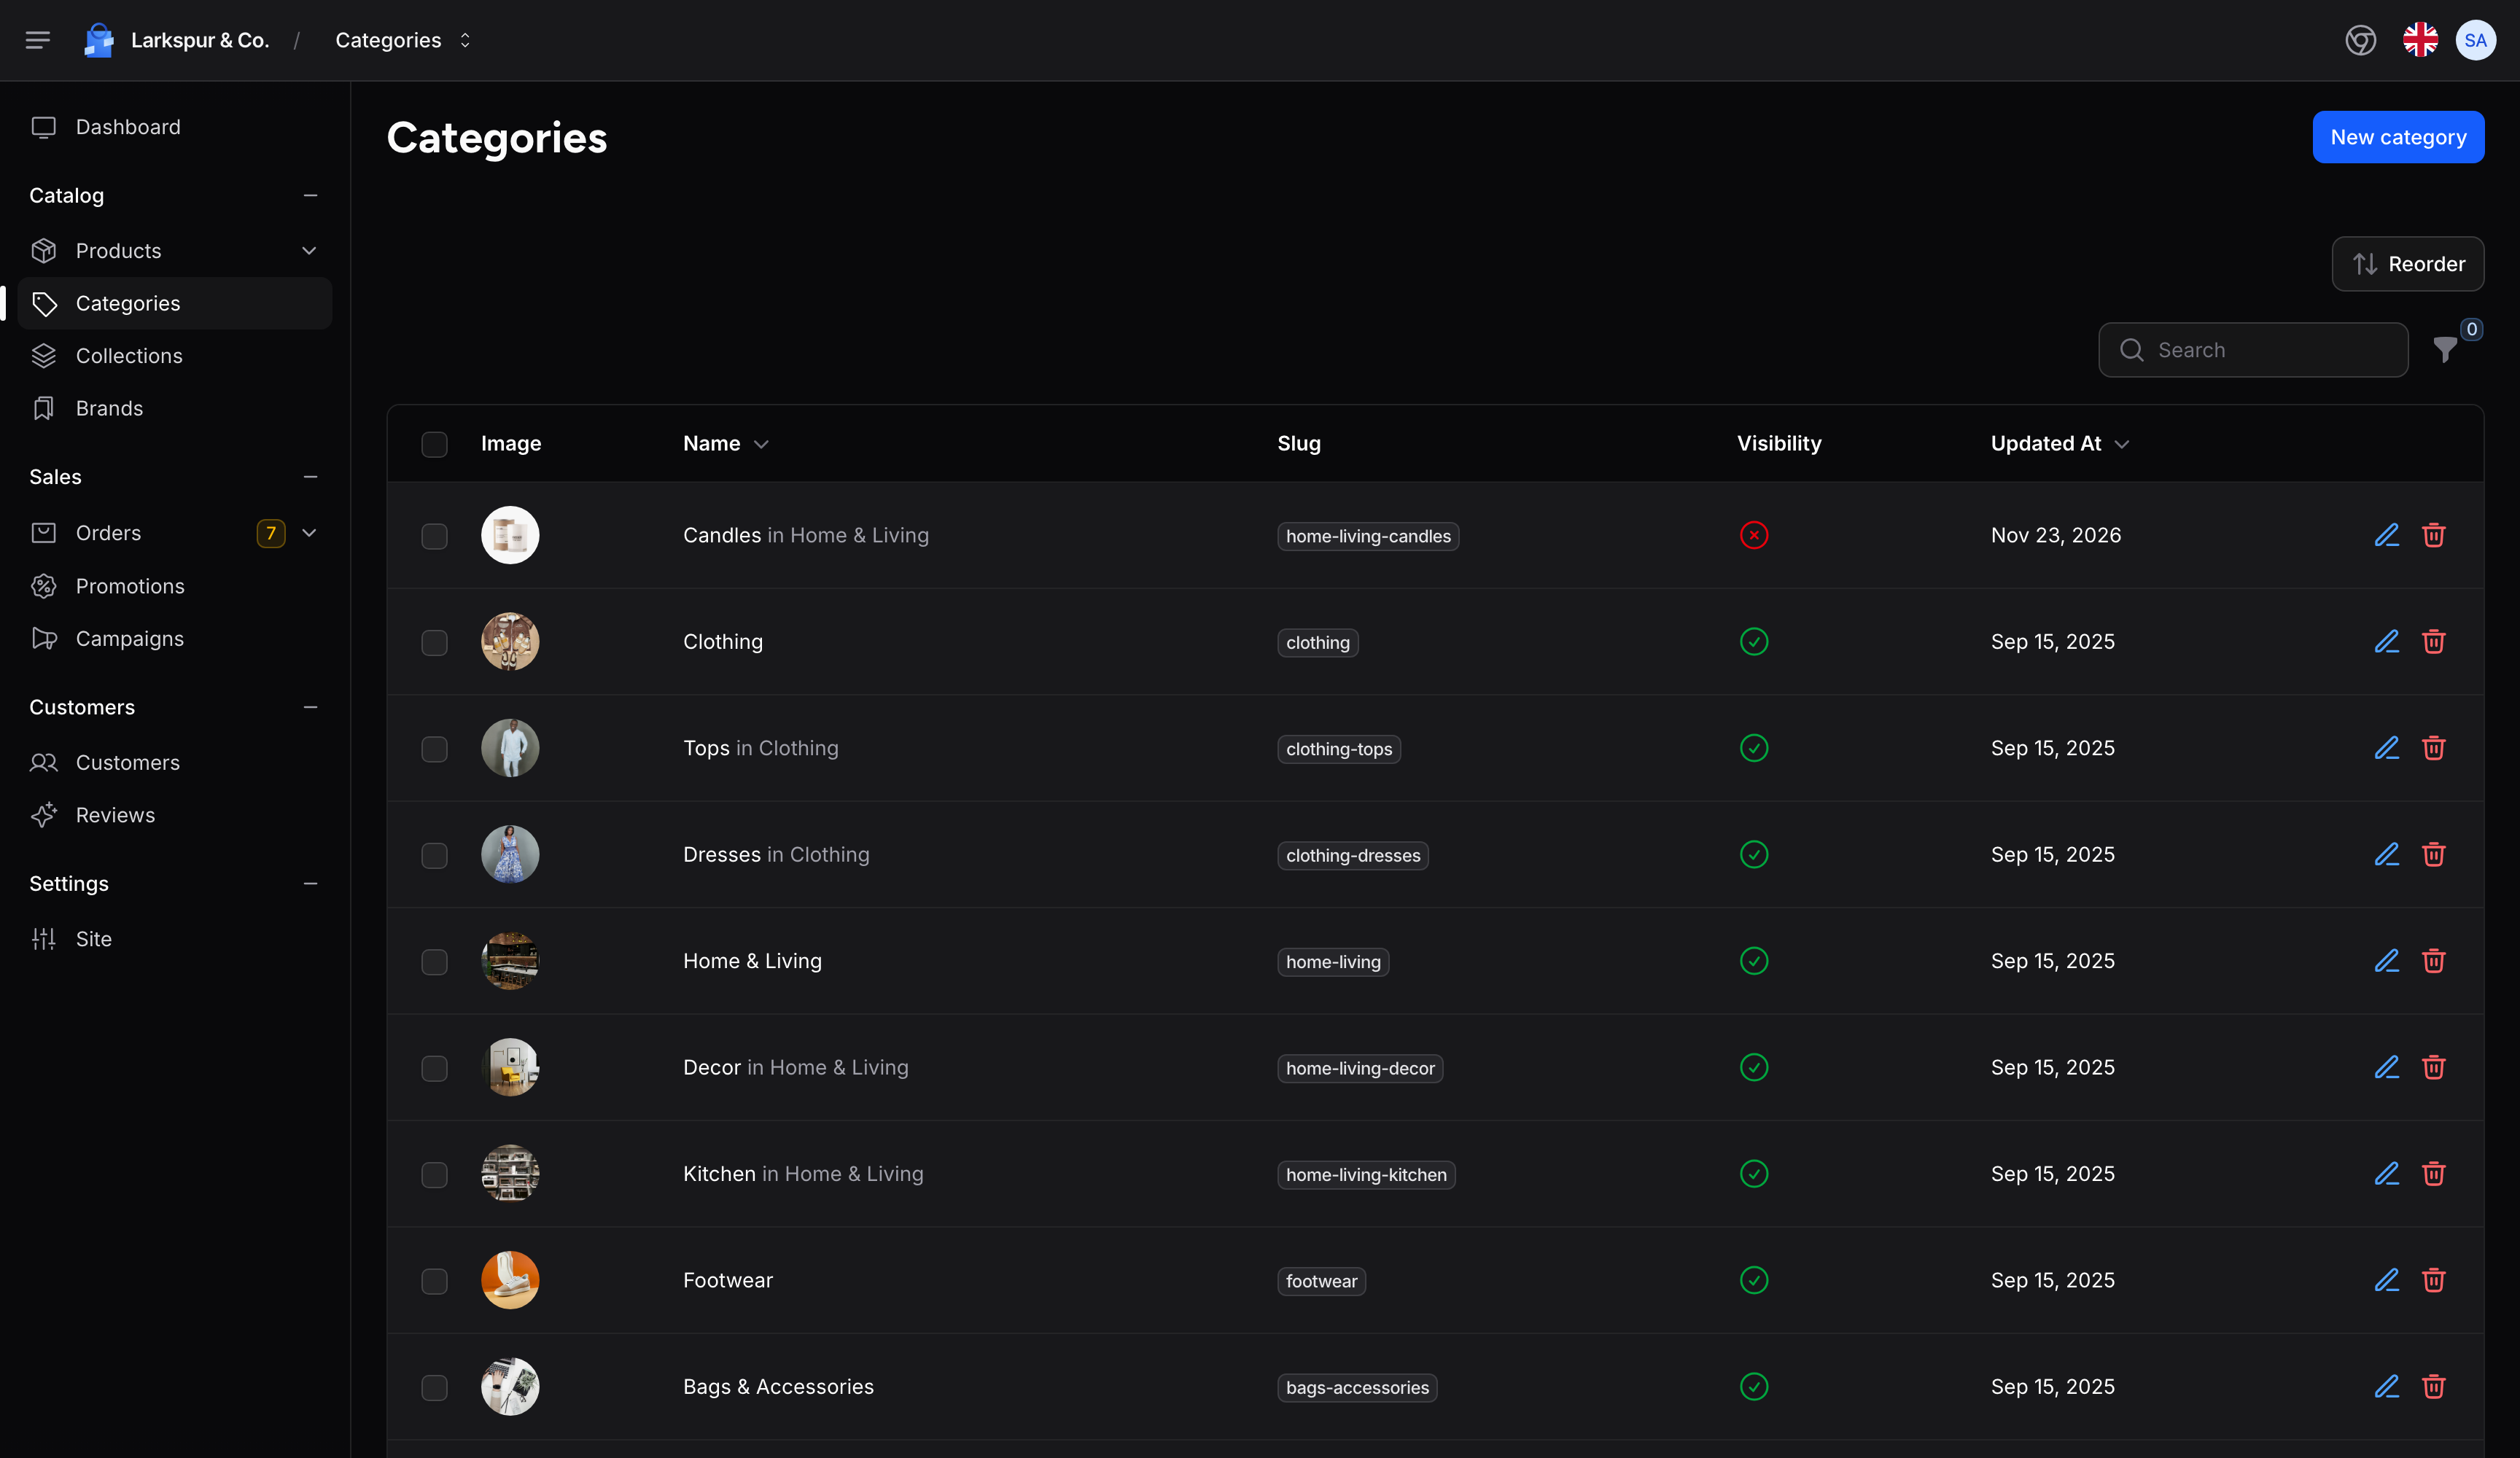 Larkspur & Co. / Categories
SA
Dashboard
Catalog
Products
Categories
Collections
Brands
Sales
Orders 7
Promotions
Campaigns
Customers
Customers
Reviews
Settings
Site
Categories
New category
Reorder
Search
0
Image Name Slug Visibility Updated At
Candles in Home & Living home-living-candles Nov 23, 2026
Clothing clothing Sep 15, 2025
Tops in Clothing clothing-tops Sep 15, 2025
Dresses in Clothing clothing-dresses Sep 15, 2025
Home & Living home-living Sep 15, 2025
Decor in Home & Living home-living-decor Sep 15, 2025
Kitchen in Home & Living home-living-kitchen Sep 15, 2025
Footwear footwear Sep 15, 2025
Bags & Accessories bags-accessories Sep 15, 2025